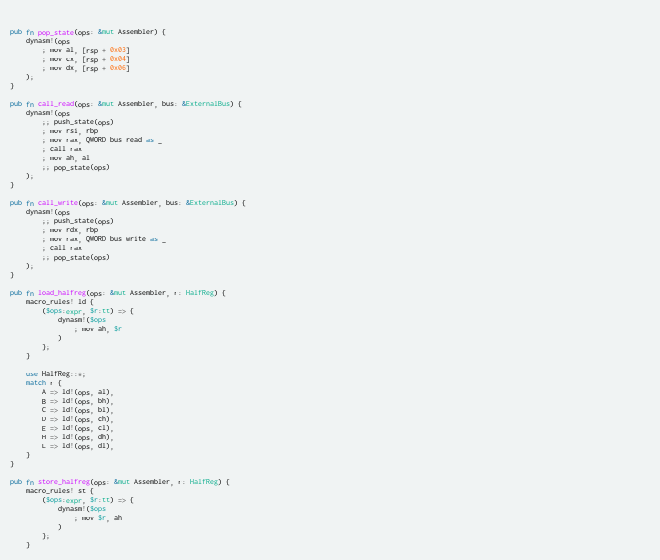 pub fn pop_state(ops: &mut Assembler) {
    dynasm!(ops
        ; mov al, [rsp + 0x03]
        ; mov cx, [rsp + 0x04]
        ; mov dx, [rsp + 0x06]
    );
}
pub fn call_read(ops: &mut Assembler, bus: &ExternalBus) {
    dynasm!(ops
        ;; push_state(ops)
        ; mov rsi, rbp
        ; mov rax, QWORD bus read as _
        ; call rax
        ; mov ah, al
        ;; pop_state(ops)
    );
}
pub fn call_write(ops: &mut Assembler, bus: &ExternalBus) {
    dynasm!(ops
        ;; push_state(ops)
        ; mov rdx, rbp
        ; mov rax, QWORD bus write as _
        ; call rax
        ;; pop_state(ops)
    );
}
pub fn load_halfreg(ops: &mut Assembler, r: HalfReg) {
    macro_rules! ld {
        ($ops:expr, $r:tt) => {
            dynasm!($ops
                ; mov ah, $r
            )
        };
    }
    use HalfReg::*;
    match r {
        A => ld!(ops, al),
        B => ld!(ops, bh),
        C => ld!(ops, bl),
        D => ld!(ops, ch),
        E => ld!(ops, cl),
        H => ld!(ops, dh),
        L => ld!(ops, dl),
    }
}
pub fn store_halfreg(ops: &mut Assembler, r: HalfReg) {
    macro_rules! st {
        ($ops:expr, $r:tt) => {
            dynasm!($ops
                ; mov $r, ah
            )
        };
    }